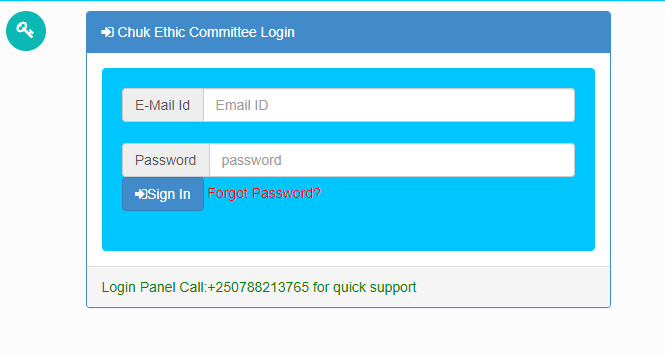 Chuk Ethic Committee Login
E-Mail Id Email ID
Password password
Sign In Forgot Password?
Login Panel Call:+250788213765 for quick support